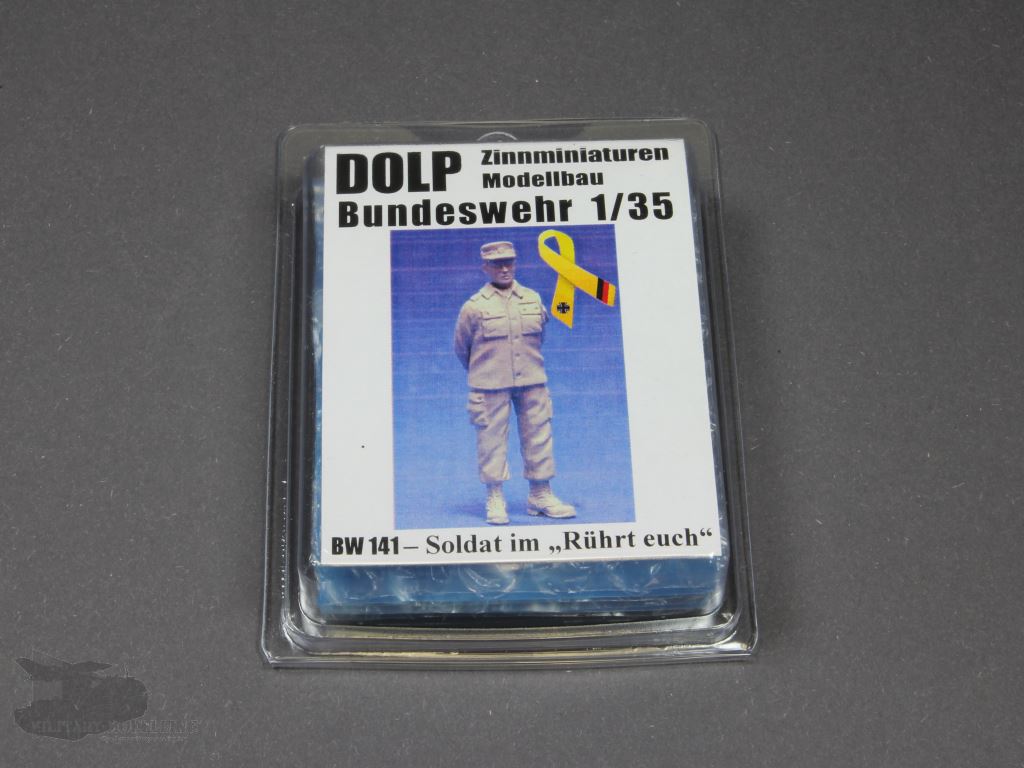 DOLP Zinnminiaturen
Modellbau
Bundeswehr 1/35
BW 141 – Soldat im „Rührt euch“